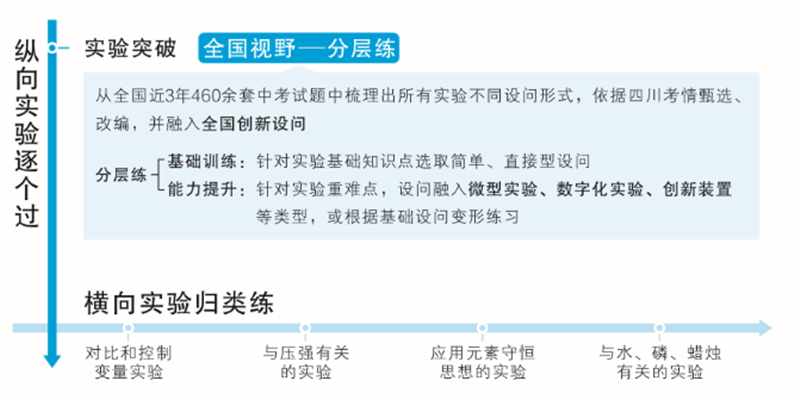 纵向实验逐个过
实验突破 全国视野—分层练
从全国近3年460余套中考试题中梳理出所有实验不同设问形式，依据四川考情甄选、
改编，并融入全国创新设问
分层练
基础训练：针对实验基础知识点选取简单、直接型设问
能力提升：针对实验重难点，设问融入微型实验、数字化实验、创新装置
等类型，或根据基础设问变形练习
横向实验归类练
对比和控制
变量实验
与压强有关
的实验
应用元素守恒
思想的实验
与水、磷、蜡烛
有关的实验